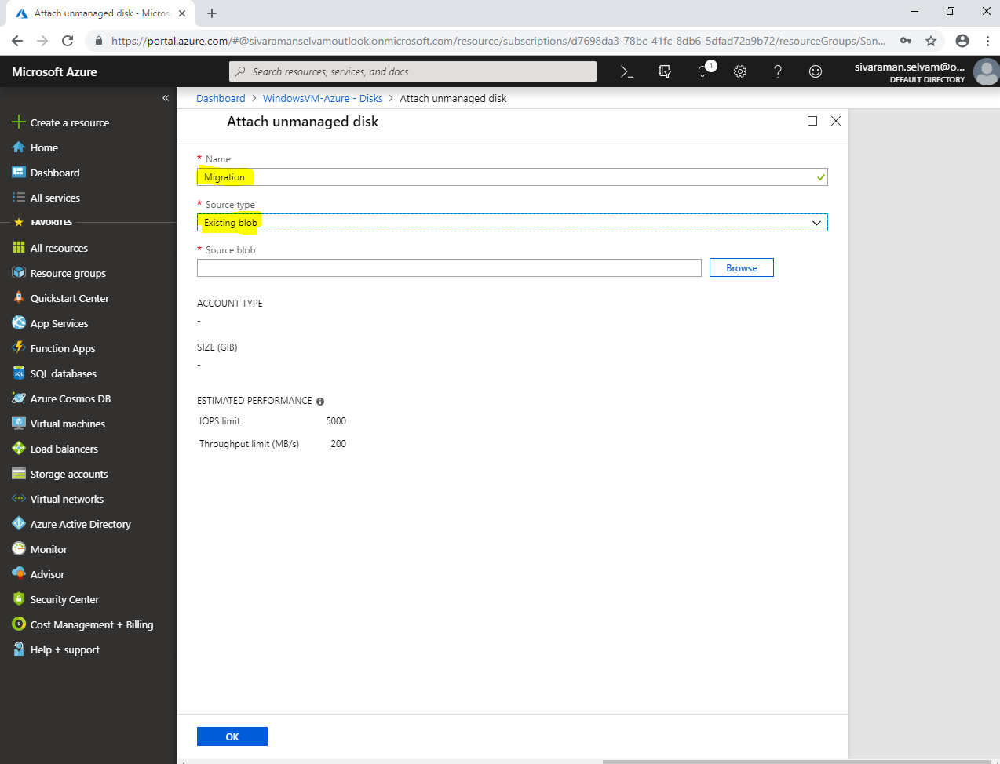 Attach unmanaged disk - Micros
https://portal.azure.com/#@sivaramanselvamoutlook.onmicrosoft.com/resource/subscriptions/d7698da3-78bc-41fc-8db6-5dfad72a9b72/resourceGroups/San...
Microsoft Azure
Search resources, services, and docs
1
sivaraman.selvam@o...
DEFAULT DIRECTORY
Create a resource
Home
Dashboard
All services
FAVORITES
All resources
Resource groups
Quickstart Center
App Services
Function Apps
SQL databases
Azure Cosmos DB
Virtual machines
Load balancers
Storage accounts
Virtual networks
Azure Active Directory
Monitor
Advisor
Security Center
Cost Management + Billing
Help + support
Dashboard > WindowsVM-Azure - Disks > Attach unmanaged disk
Attach unmanaged disk
* Name
Migration
* Source type
Existing blob
* Source blob
Browse
ACCOUNT TYPE
-
SIZE (GIB)
-
ESTIMATED PERFORMANCE
IOPS limit 5000
Throughput limit (MB/s) 200
OK